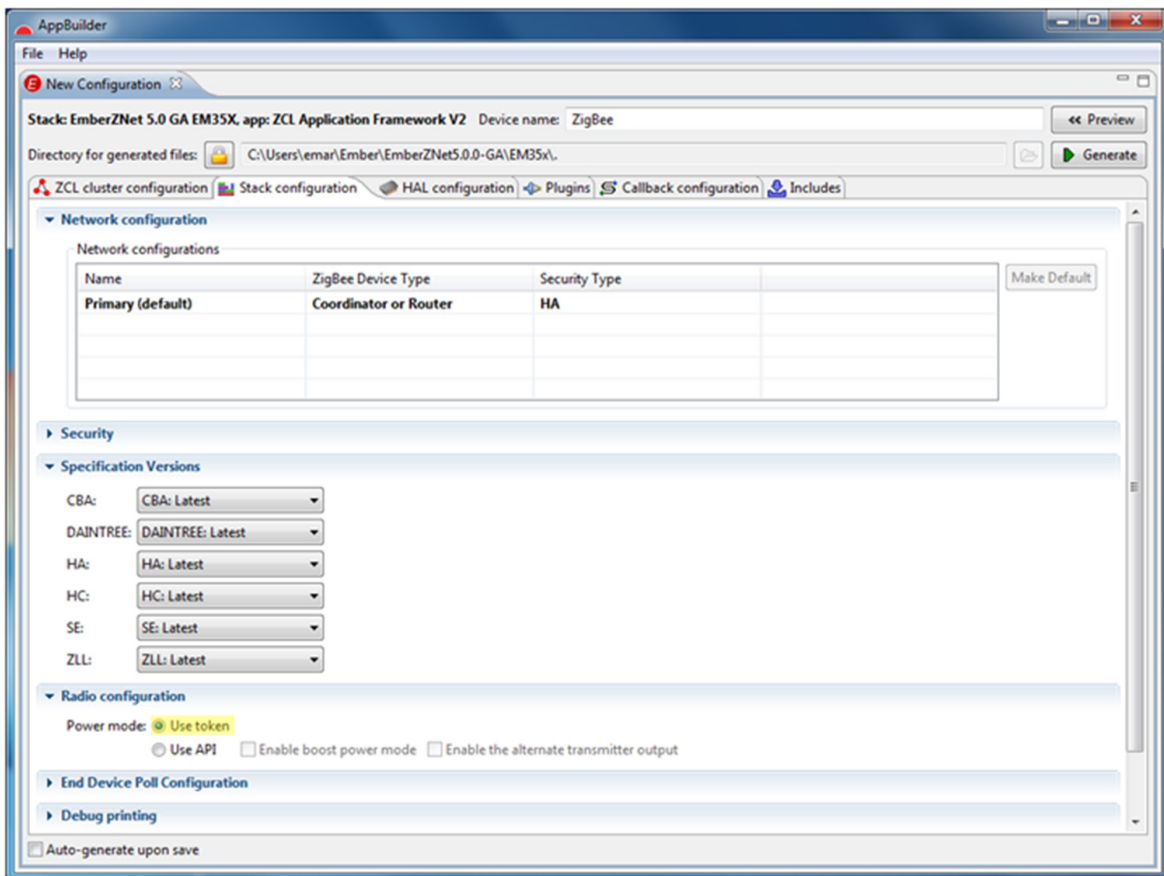 AppBuilder
File Help
New Configuration
Stack: EmberZNet 5.0 GA EM35X, app: ZCL Application Framework V2 Device name: ZigBee << Preview
Directory for generated files: C:\Users\emar\Ember\EmberZNet5.0.0-GA\EM35x\. Generate
ZCL cluster configuration Stack configuration HAL configuration Plugins Callback configuration Includes
Network configuration
Network configurations
Name ZigBee Device Type Security Type Make Default
Primary (default) Coordinator or Router HA
Security
Specification Versions
CBA: CBA: Latest
DAINTREE: DAINTREE: Latest
HA: HA: Latest
HC: HC: Latest
SE: SE: Latest
ZLL: ZLL: Latest
Radio configuration
Power mode: Use token
Use API Enable boost power mode Enable the alternate transmitter output
End Device Poll Configuration
Debug printing
Auto-generate upon save